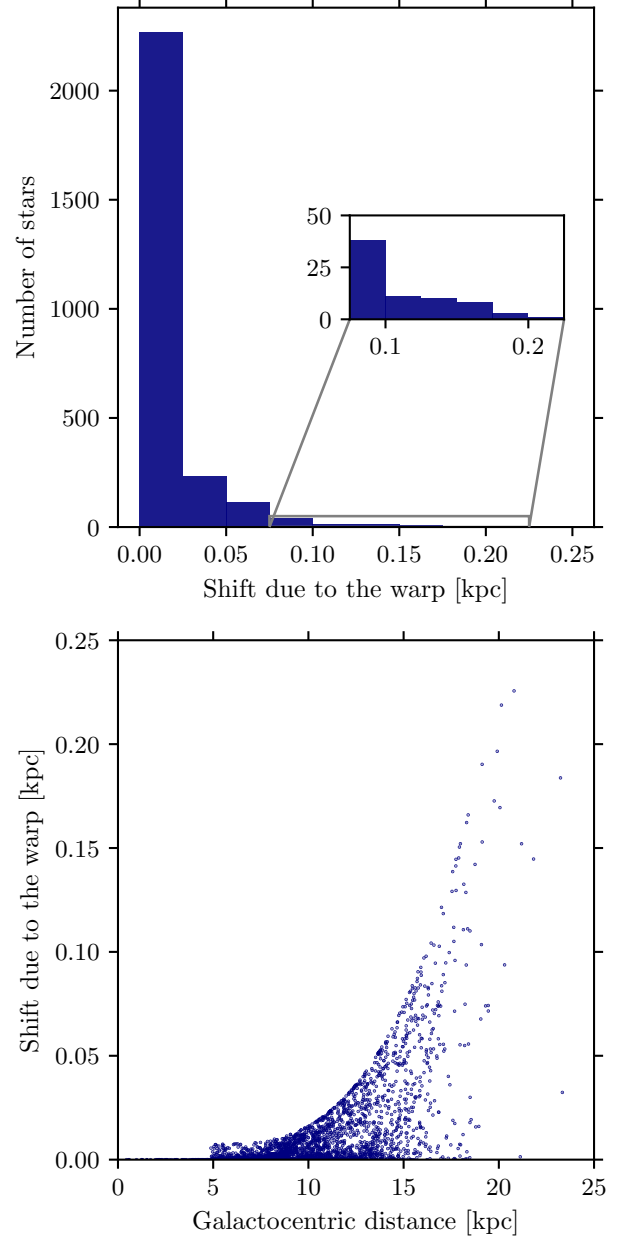 2000
1500
1000
500
0
Number of stars
50
25
0
0.1 0.2
0.00 0.05 0.10 0.15 0.20 0.25
Shift due to the warp [kpc]
0.25
0.20
0.15
0.10
0.05
0.00
Shift due to the warp [kpc]
0 5 10 15 20 25
Galactocentric distance [kpc]